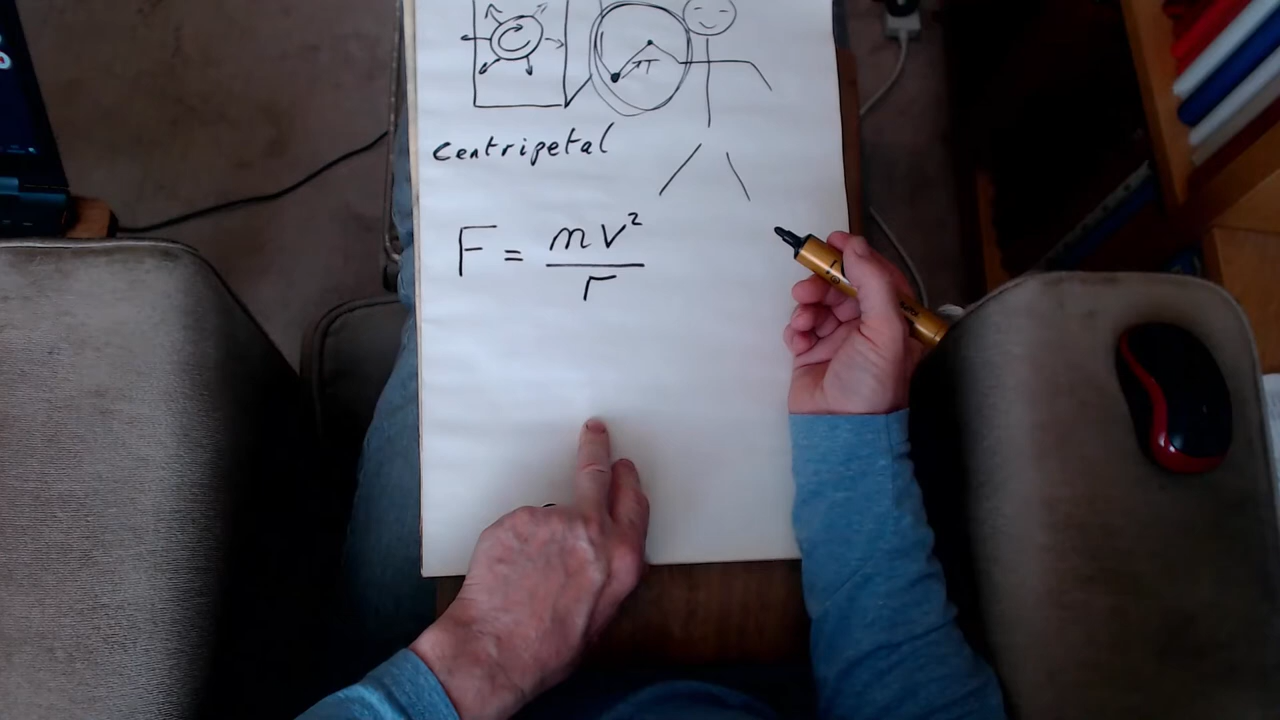 T
centripetal
F = mv²/r